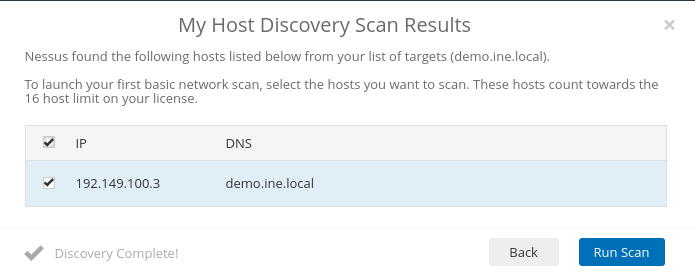 My Host Discovery Scan Results
Nessus found the following hosts listed below from your list of targets (demo.ine.local).
To launch your first basic network scan, select the hosts you want to scan. These hosts count towards the
16 host limit on your license.
IP DNS
192.149.100.3 demo.ine.local
Discovery Complete! Back Run Scan